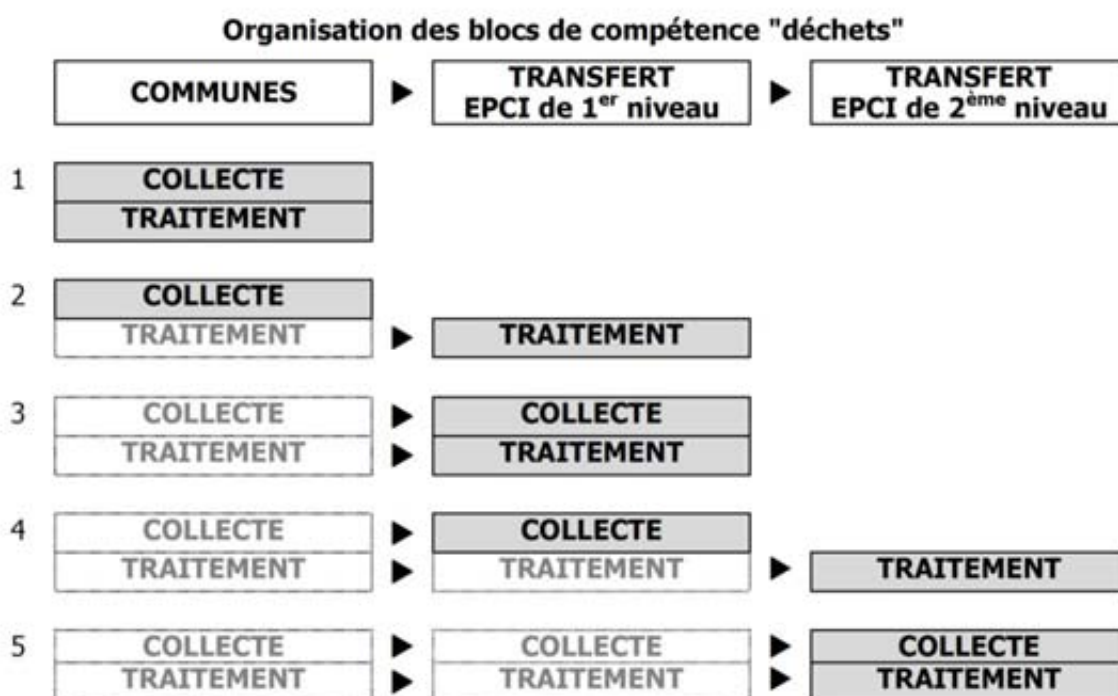 Organisation des blocs de compétence "déchets"
COMMUNES ► TRANSFERT EPCI de 1er niveau ► TRANSFERT EPCI de 2ème niveau
1 COLLECTE
TRAITEMENT
2 COLLECTE
TRAITEMENT ► TRAITEMENT
3 COLLECTE ► COLLECTE
TRAITEMENT ► TRAITEMENT
4 COLLECTE ► COLLECTE
TRAITEMENT ► TRAITEMENT ► TRAITEMENT
5 COLLECTE ► COLLECTE ► COLLECTE
TRAITEMENT ► TRAITEMENT ► TRAITEMENT